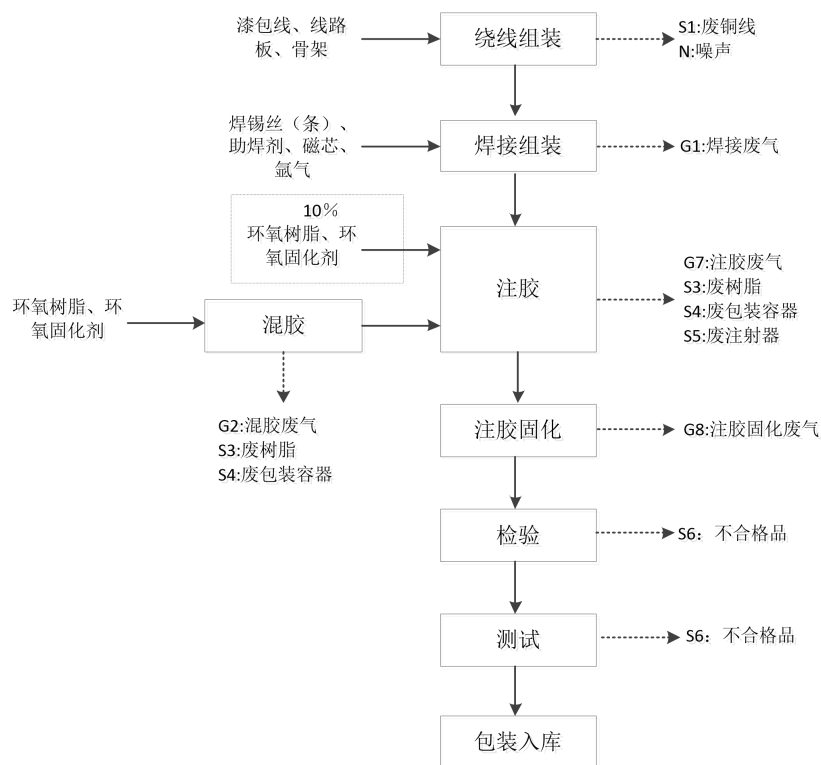 漆包线、线路
板、骨架
绕线组装
S1:废铜线
N:噪声
焊锡丝（条）、
助焊剂、磁芯、
氩气
焊接组装
G1:焊接废气
10%
环氧树脂、环
氧固化剂
注胶
G7:注胶废气
S3:废树脂
S4:废包装容器
S5:废注射器
环氧树脂、环
氧固化剂
混胶
G2:混胶废气
S3:废树脂
S4:废包装容器
注胶固化
G8:注胶固化废气
检验
S6：不合格品
测试
S6：不合格品
包装入库